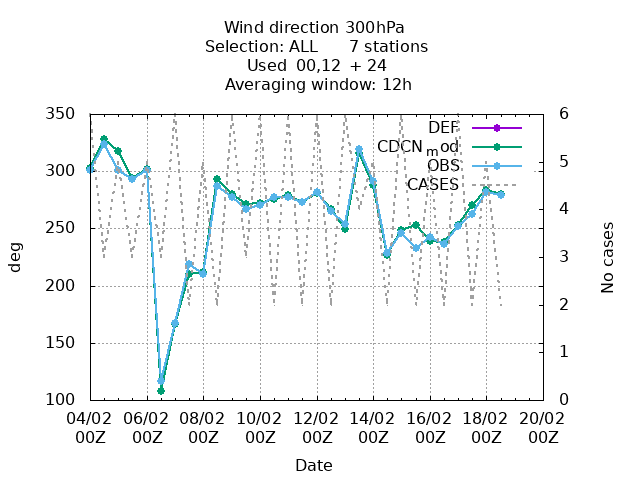 Wind direction 300hPa
Selection: ALL 7 stations
Used 00,12 + 24
Averaging window: 12h
350
300
250
200
150
100
deg
6
5
4
3
2
1
0
No cases
DEF
CDCN_mod
OBS
CASES
04/02 06/02 08/02 10/02 12/02 14/02 16/02 18/02 20/02
00Z 00Z 00Z 00Z 00Z 00Z 00Z 00Z 00Z
Date